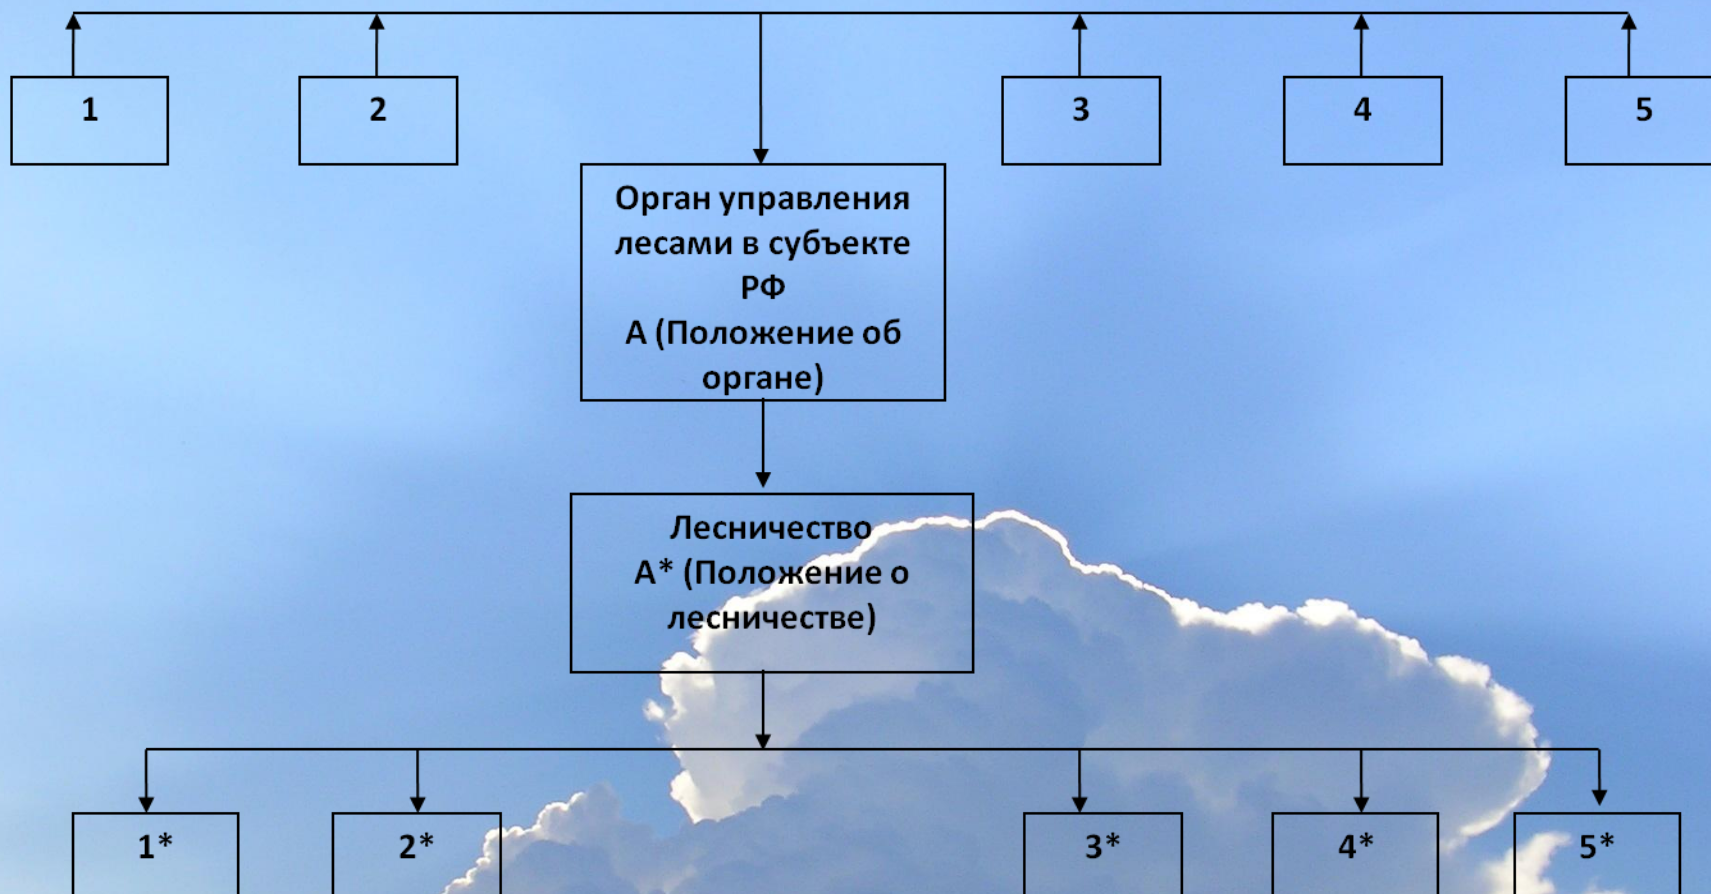 1
2
3
4
5
Орган управления
лесами в субъекте
РФ
А (Положение об
органе)
Лесничество
А* (Положение о
лесничестве)
1*
2*
3*
4*
5*